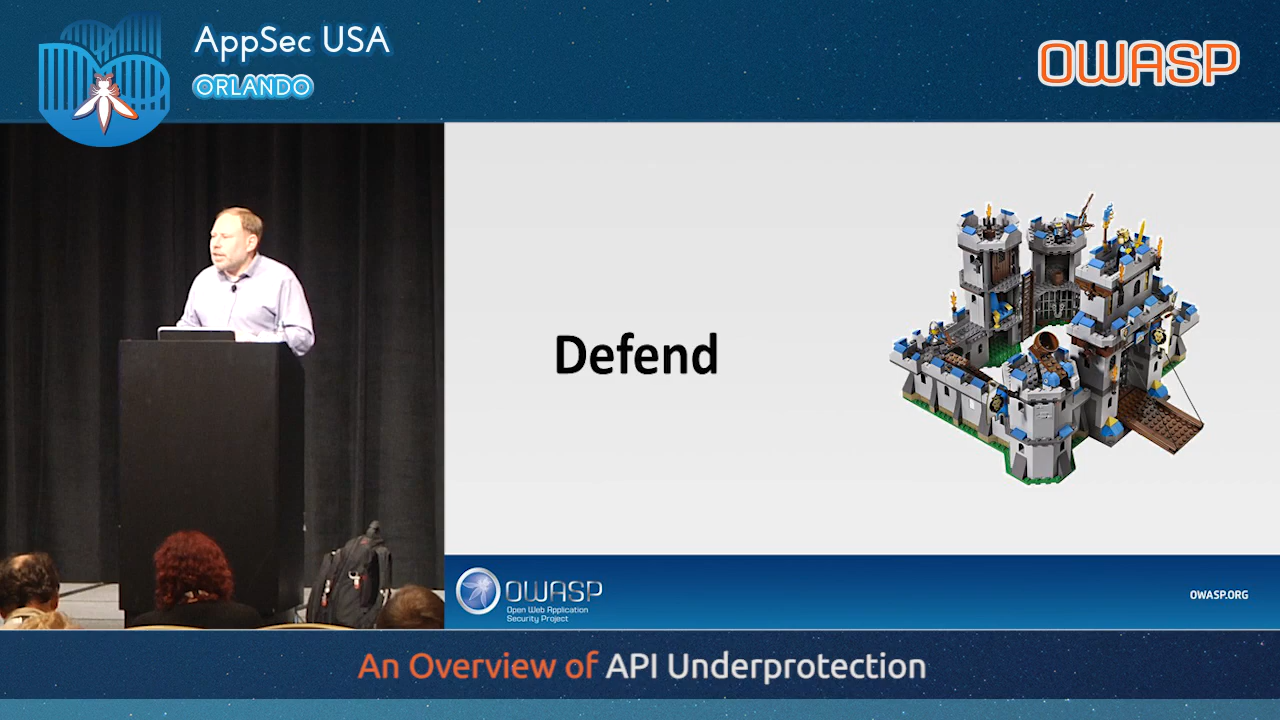 AppSec USA
ORLANDO
OWASP
Defend
OWASP
Open Web Application
Security Project
OWASP.ORG
An Overview of API Underprotection